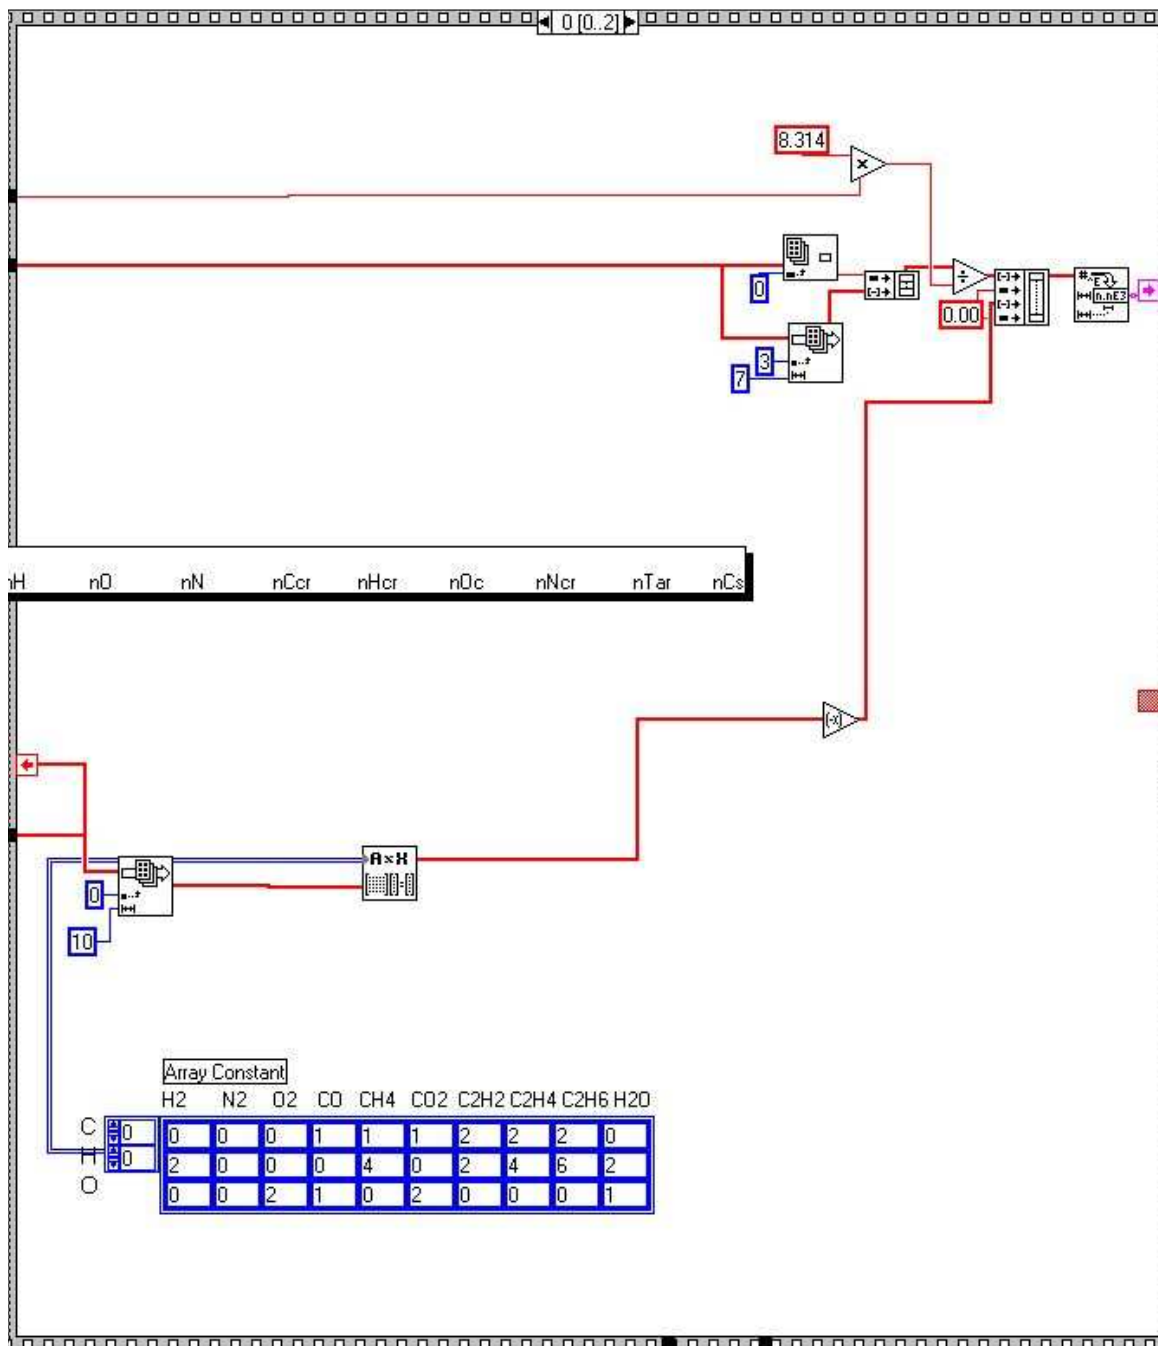 0 [0..2]
8.314
x
0
÷
# E
n.nE3
0.00
3
7
nO nN nCcr nHcr nOc nNcr nTar nCs
(-x)
A×X
0
10
Array Constant
H2 N2 O2 CO CH4 CO2 C2H2 C2H4 C2H6 H2O
C 0 0 0 0 1 1 1 2 2 2 0
H 0 2 0 0 0 4 0 2 4 6 2
O 0 0 2 1 0 2 0 0 0 1